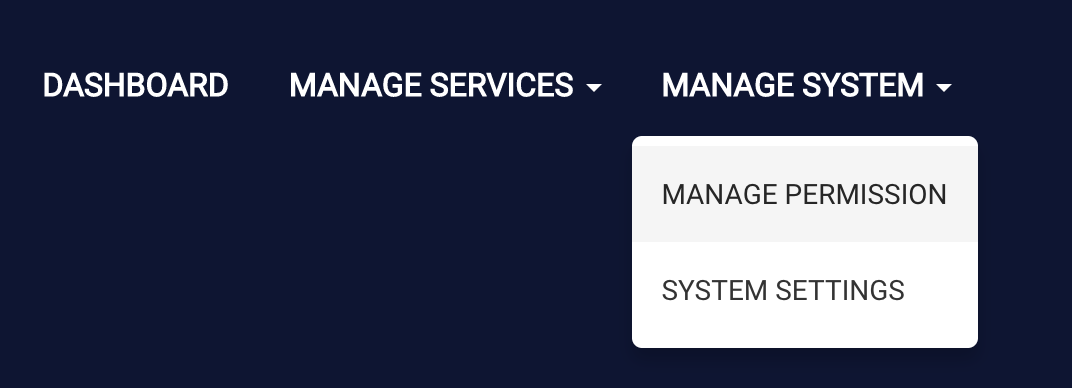 DASHBOARD MANAGE SERVICES MANAGE SYSTEM
MANAGE PERMISSION
SYSTEM SETTINGS